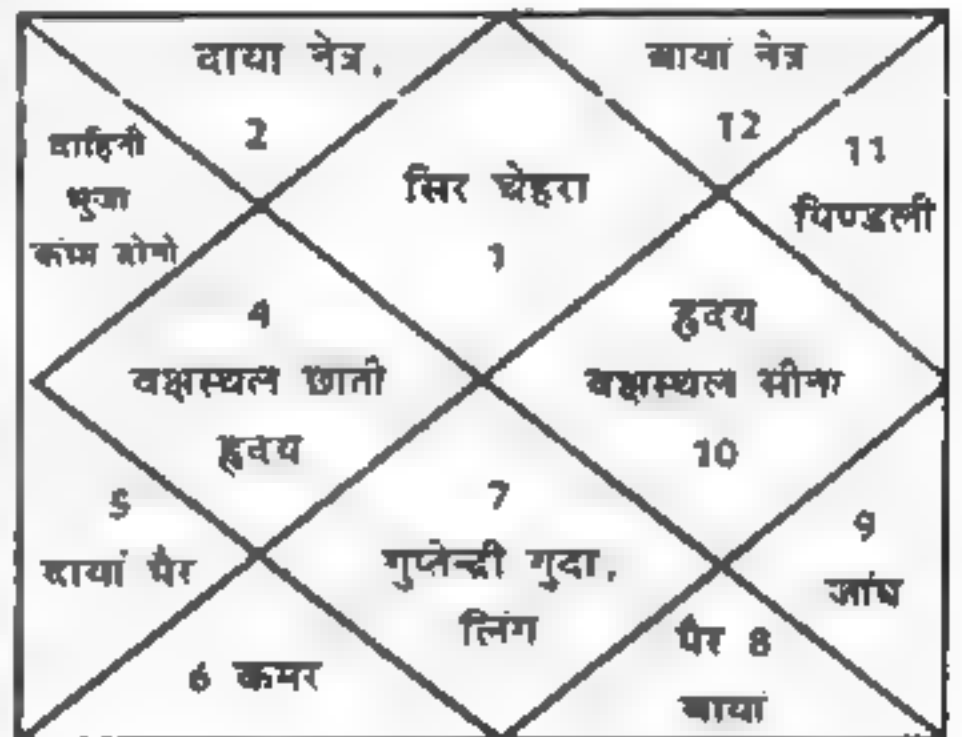 दाया नेत्र.
2
बायां नेत्र
12
11
पिण्डली
दाहिनी
भुजा
कंधा दोनो
सिर चेहरा
1
4
वक्षस्थल छाती
हृदय
हृदय
वक्षस्थल सीना
10
5
दायां पैर
7
गुप्तेन्द्री गुदा.
लिंग
9
जांघ
6 कमर
पैर 8
बायां